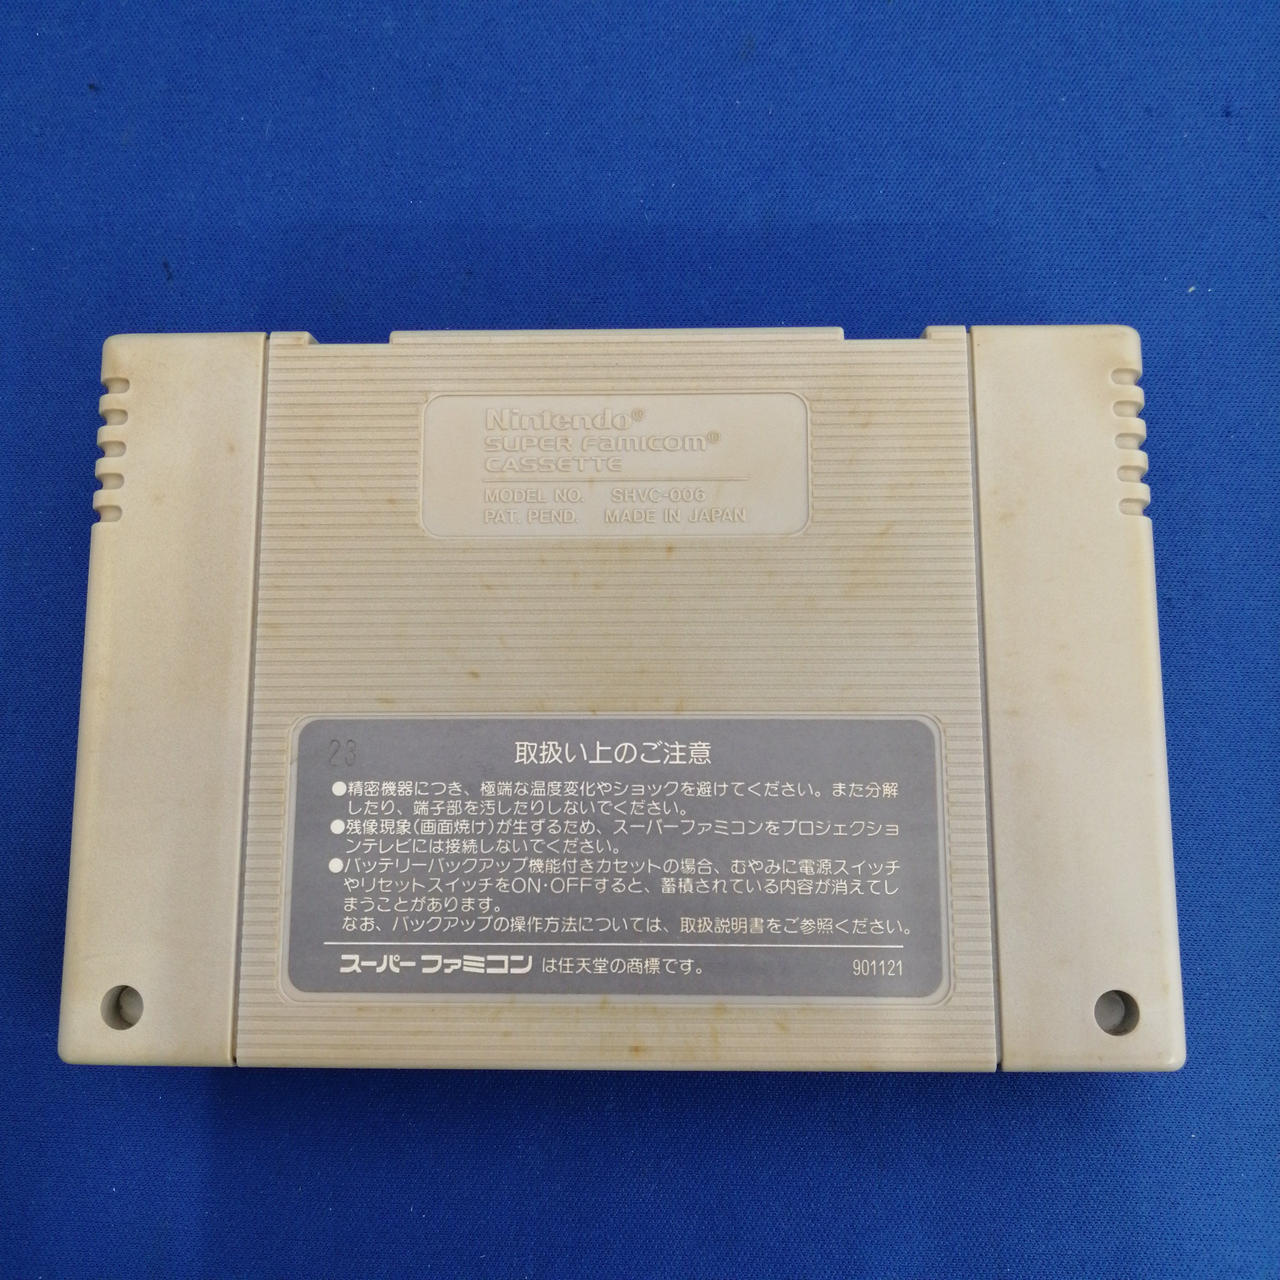 Nintendo®
SUPER FAMICOM®
CASSETTE
MODEL NO. SHVC-006
PAT. PEND. MADE IN JAPAN
23
取扱い上のご注意
●精密機器につき、極端な温度変化やショックを避けてください。また分解
したり、端子部を汚したりしないでください。
●残像現象(画面焼け)が生ずるため、スーパーファミコンをプロジェクショ
ンテレビには接続しないでください。
●バッテリーバックアップ機能付きカセットの場合、むやみに電源スイッチ
やリセットスイッチをON・OFFすると、蓄積されている内容が消えてし
まうことがあります。
なお、バックアップの操作方法については、取扱説明書をご参照ください。
スーパーファミコン は任天堂の商標です。 901121